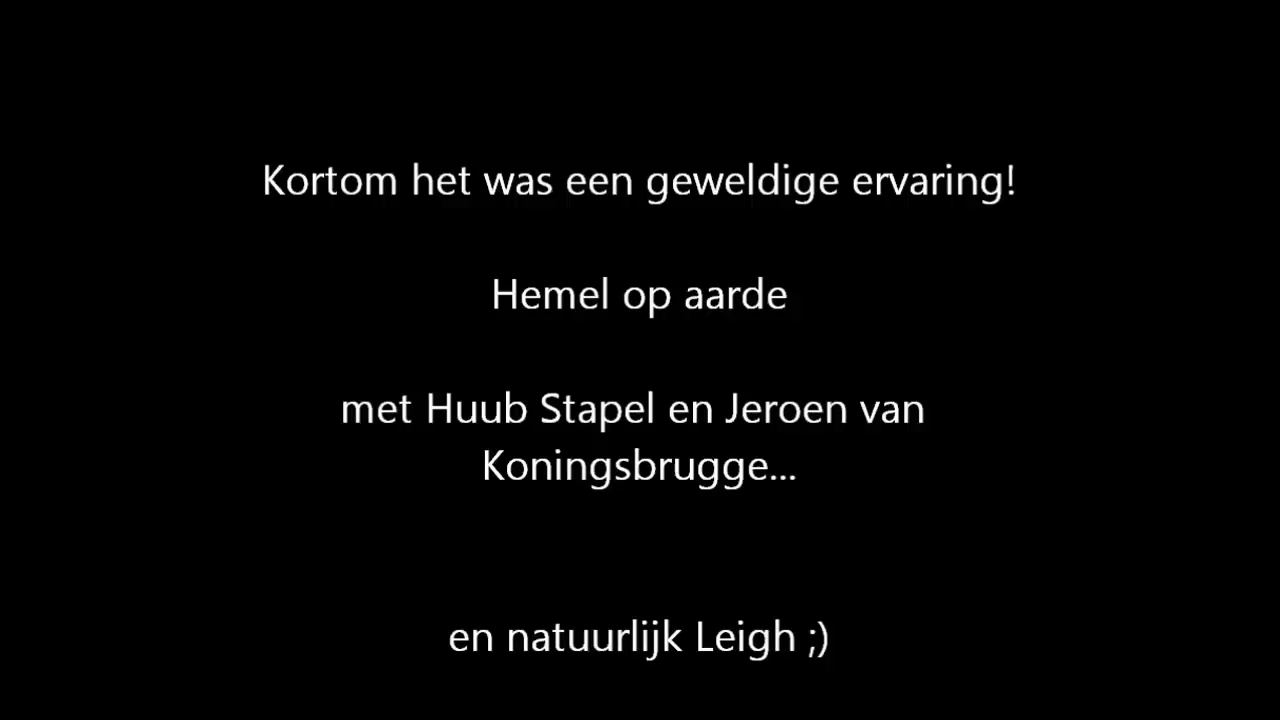 Kortom het was een geweldige ervaring!
Hemel op aarde
met Huub Stapel en Jeroen van
Koningsbrugge...
en natuurlijk Leigh ;)